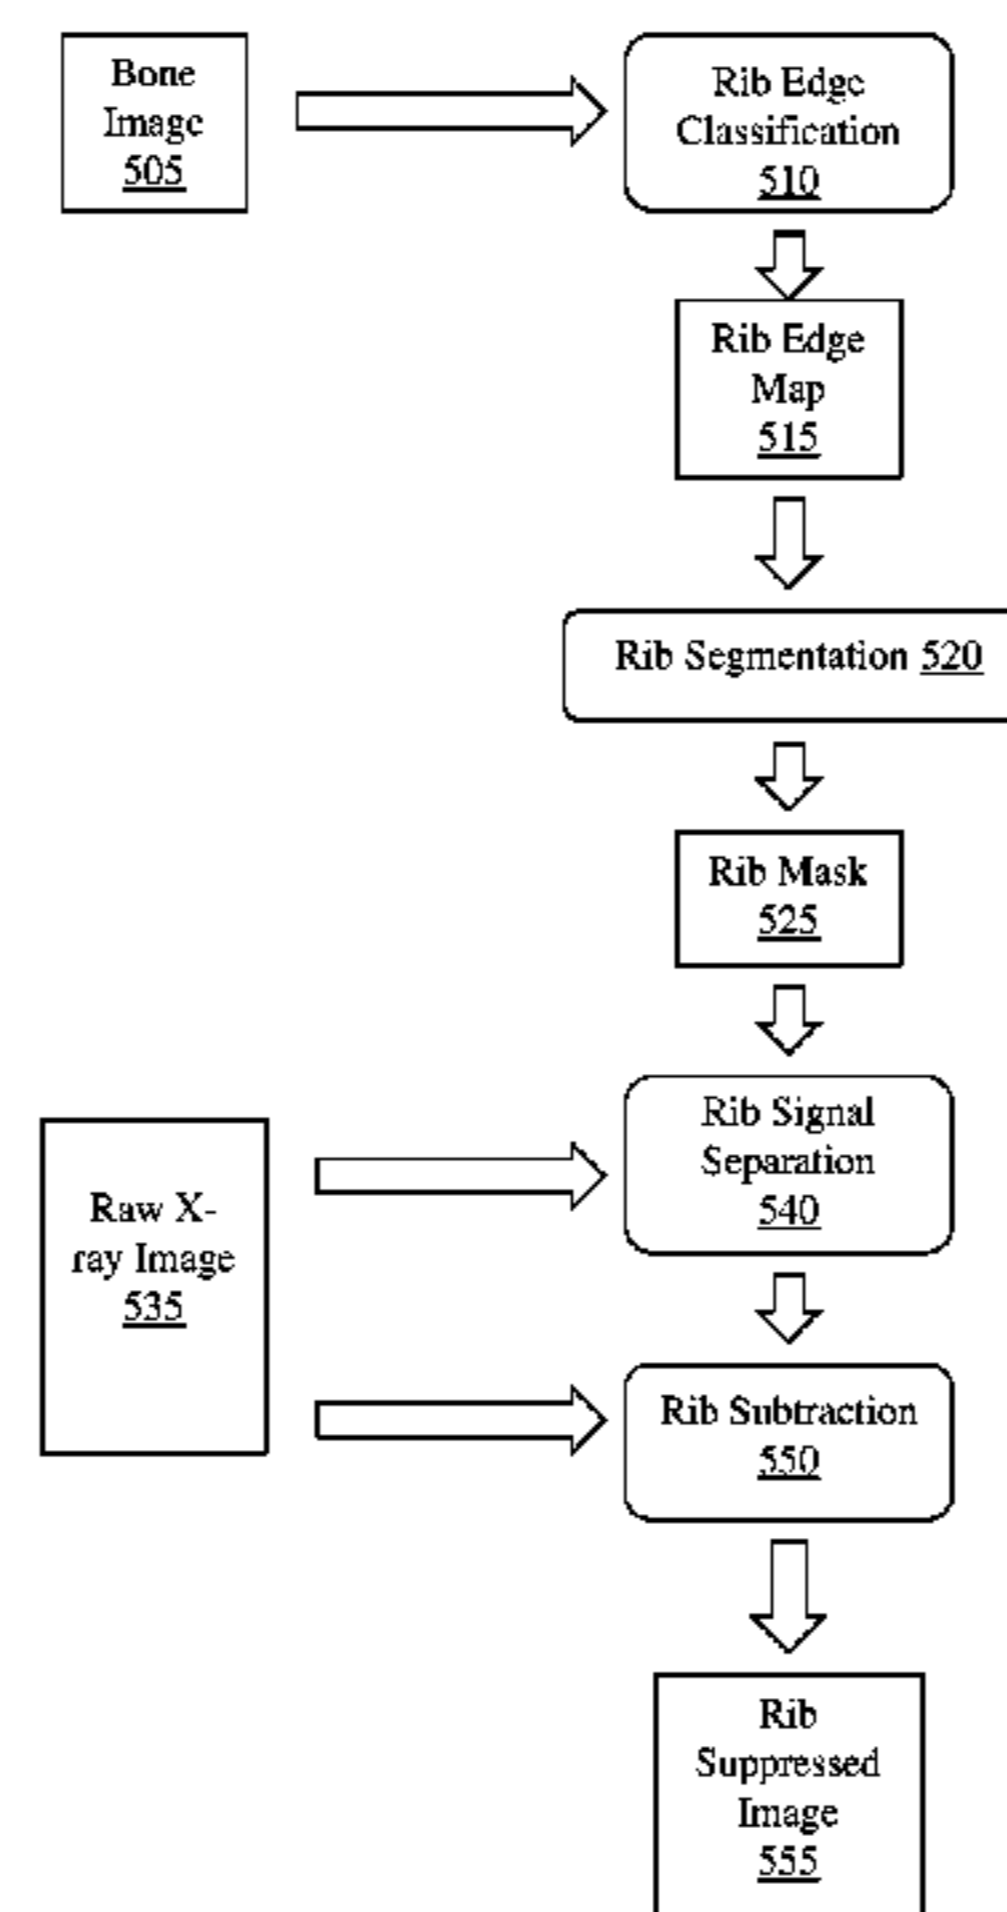 Bone
Image
505
Rib Edge
Classification
510
Rib Edge
Map
515
Rib Segmentation 520
Rib Mask
525
Raw X-
ray Image
535
Rib Signal
Separation
540
Rib Subtraction
550
Rib
Suppressed
Image
555